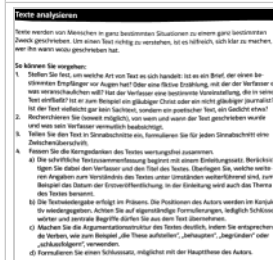 Texte analysieren
Texte werden von Menschen in ganz bestimmten Situationen zu einem ganz bestimmten
Zweck geschrieben. Um einen Text richtig zu verstehen, ist es hilfreich, sich klar zu machen,
wer ihn wann wozu geschrieben hat.
So können Sie vorgehen:
1. Stellen Sie fest, um welche Art von Text es sich handelt: Ist es ein Brief, der einen be-
stimmten Empfänger vor Augen hat? Oder eine fiktive Erzählung, mit der der Verfasser e
was veranschaulichen will? Hat der Verfasser eine bestimmte Voreinstellung, die in seine
Text einfließt? Ist er zum Beispiel ein gläubiger Christ oder ein nicht gläubiger Journalist?
Ist der Text vielleicht gar kein Sachtext, sondern ein poetischer Text, ein Gedicht etwa?
2. Recherchieren Sie (soweit möglich), von wem und wann der Text geschrieben wurde
und was sein Verfasser vermutlich beabsichtigt.
3. Teilen Sie den Text in Sinnabschnitte ein, formulieren Sie für jeden Sinnabschnitt eine
Zwischenüberschrift.
4. Fassen Sie die Kerngedanken des Textes wertungsfrei zusammen.
a) Die schriftliche Textzusammenfassung beginnt mit einem Einleitungssatz. Berücksic
tigen Sie dabei den Verfasser und den Titel des Textes. Überlegen Sie, welche weite
ren Angaben zum Verständnis des Textes unter Umständen weiterführend sind, zum
Beispiel das Datum der Erstveröffentlichung. In der Einleitung wird auch das Thema
des Textes benannt.
b) Die Textwiedergabe erfolgt im Präsens. Die Positionen des Autors werden im Konjunk
tiv wiedergegeben. Achten Sie auf eigenständige Formulierungen, lediglich Schlüssel
wörter und zentrale Begriffe dürfen Sie aus dem Text übernehmen.
c) Machen Sie die Argumentationsstruktur des Textes deutlich, indem Sie entsprechen
de Verben, wie zum Beispiel „die These aufstellen“, „behaupten“, „begründen“ oder
„schlussfolgern“, verwenden.
d) Formulieren Sie einen Schlusssatz, möglichst mit der Hauptthese des Autors.